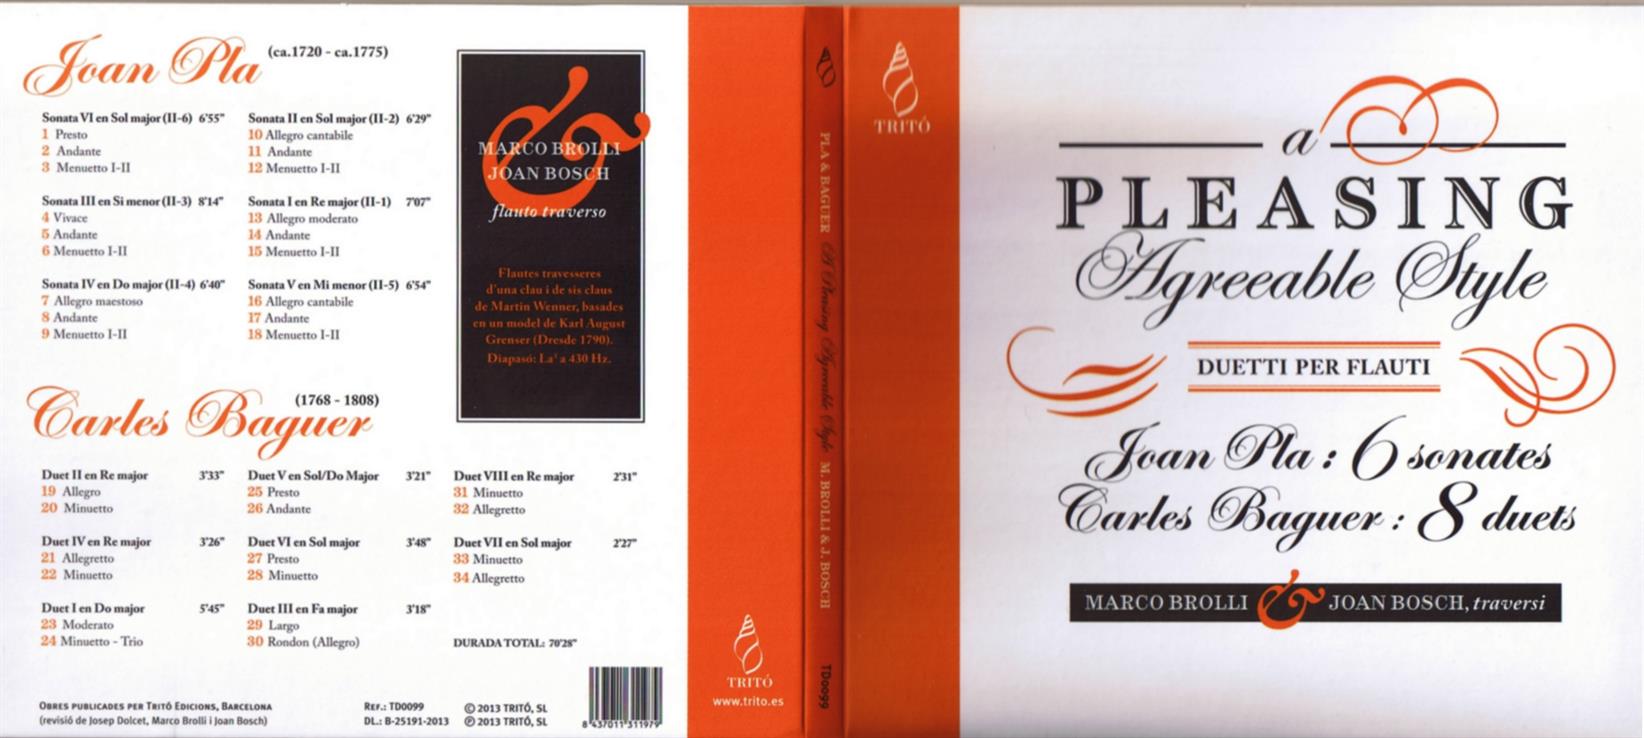 Joan Pla (ca.1720 - ca.1775)
Sonata VI en Sol major (II-6) 6'55"
1 Presto
2 Andante
3 Menuetto I-II
Sonata III en Si menor (II-3) 8'14"
4 Vivace
5 Andante
6 Menuetto I-II
Sonata IV en Do major (II-4) 6'40"
7 Allegro maestoso
8 Andante
9 Menuetto I-II
Sonata II en Sol major (II-2) 6'29"
10 Allegro cantabile
11 Andante
12 Menuetto I-II
Sonata I en Re major (II-1) 7'07"
13 Allegro moderato
14 Andante
15 Menuetto I-II
Sonata V en Mi menor (II-5) 6'54"
16 Allegro cantabile
17 Andante
18 Menuetto I-II
&
MARCO BROLLI
JOAN BOSCH
flauto traverso
Flautes travesseres
d'una clau i de sis claus
de Martin Wenner, basades
en un model de Karl August
Grenser (Dresde 1790).
Diapasó: La³ a 430 Hz.
Carles Baguer (1768 - 1808)
Duet II en Re major 3'33"
19 Allegro
20 Minuetto
Duet IV en Re major 3'26"
21 Allegretto
22 Minuetto
Duet I en Do major 5'45"
23 Moderato
24 Minuetto - Trio
Duet V en Sol/Do Major 3'21"
25 Presto
26 Andante
Duet VI en Sol major 3'48"
27 Presto
28 Minuetto
Duet III en Fa major 3'18"
29 Largo
30 Rondon (Allegro)
Duet VIII en Re major 2'31"
31 Minuetto
32 Allegretto
Duet VII en Sol major 2'27"
33 Minuetto
34 Allegretto
DURADA TOTAL: 70'28"
OBRES PUBLICADES PER TRITÓ EDICIONS, BARCELONA
(revisió de Josep Dolcet, Marco Brolli i Joan Bosch)
REF.: TD0099
DL.: B-25191-2013
© 2013 TRITÓ, SL
℗ 2013 TRITÓ, SL
8 437011 311979
TRITÓ
www.trito.es
PLA & BAGUER A Pleasing Agreeable Style M. BROLLI & J. BOSCH TD0099
TRITÓ
a
PLEASING
Agreeable Style
DUETTI PER FLAUTI
Joan Pla : 6 sonates
Carles Baguer : 8 duets
MARCO BROLLI & JOAN BOSCH, traversi